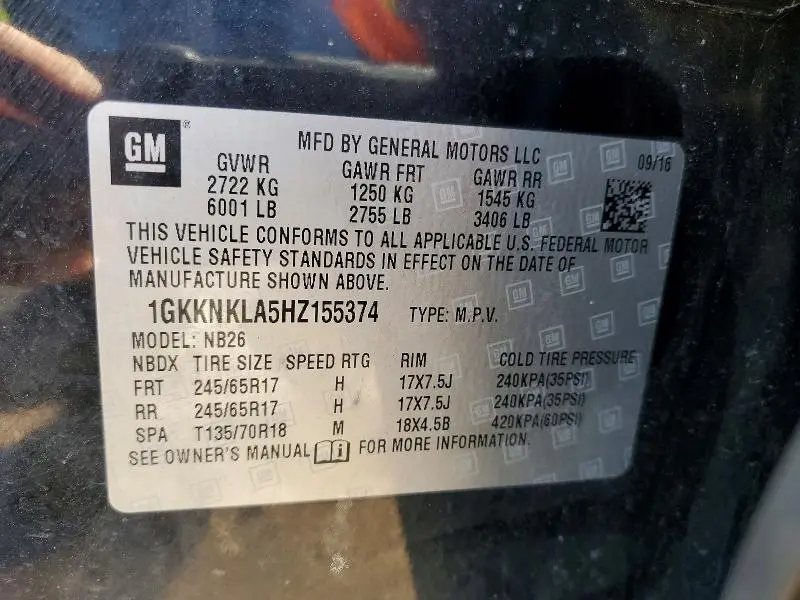 GM ® MFD BY GENERAL MOTORS LLC 09/16
GVWR GAWR FRT GAWR RR
2722 KG 1250 KG 1545 KG
6001 LB 2755 LB 3406 LB
THIS VEHICLE CONFORMS TO ALL APPLICABLE U.S. FEDERAL MOTOR
VEHICLE SAFETY STANDARDS IN EFFECT ON THE DATE OF
MANUFACTURE SHOWN ABOVE.
1GKKNKLA5HZ155374 TYPE: M.P.V.
MODEL: NB26
NBDX TIRE SIZE SPEED RTG RIM COLD TIRE PRESSURE
FRT 245/65R17 H 17X7.5J 240KPA(35PSI)
RR 245/65R17 H 17X7.5J 240KPA(35PSI)
SPA T135/70R18 M 18X4.5B 420KPA(60PSI)
SEE OWNER'S MANUAL i FOR MORE INFORMATION.